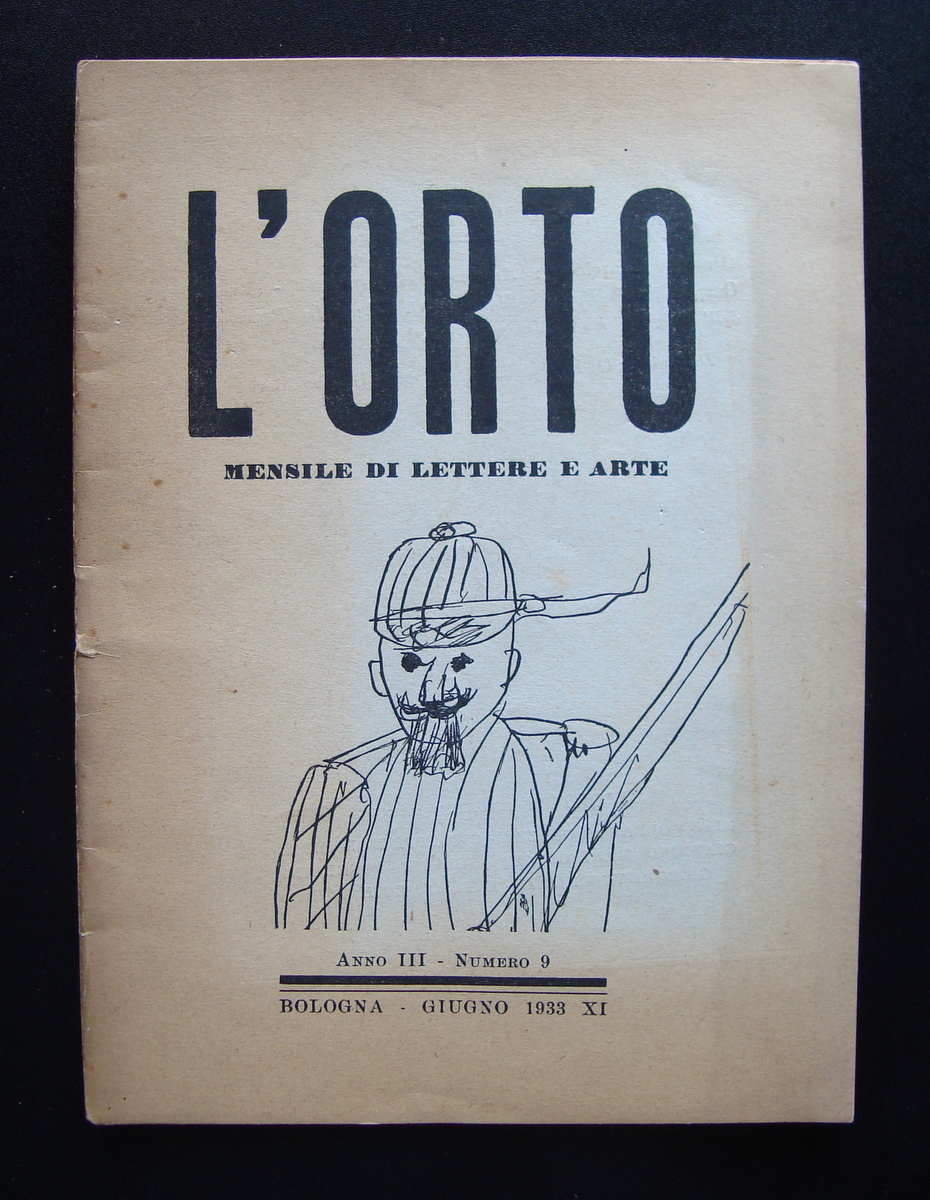 L'ORTO
MENSILE DI LETTERE E ARTE
ANNO III - NUMERO 9
BOLOGNA - GIUGNO 1933 XI